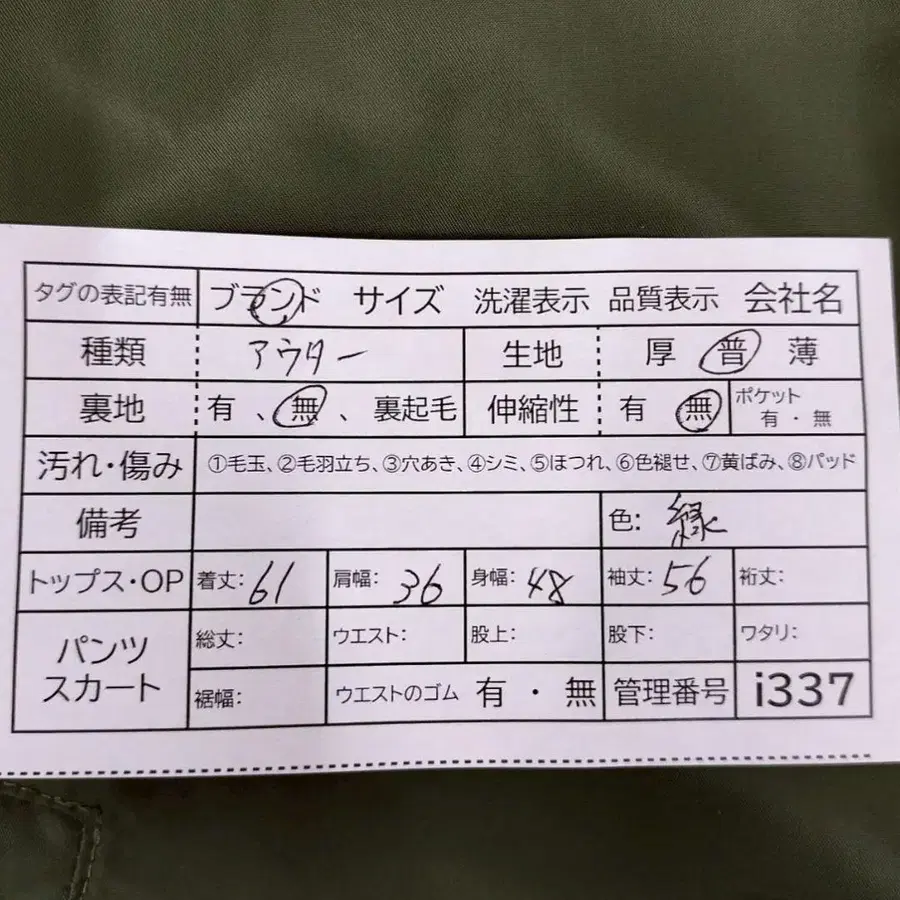 タグの表記有無 ブランド サイズ 洗濯表示 品質表示 会社名
種類 アウター 生地 厚 普 薄
裏地 有 、 無 、 裏起毛 伸縮性 有 無 ポケット 有 ・ 無
汚れ・傷み ①毛玉、②毛羽立ち、③穴あき、④シミ、⑤ほつれ、⑥色褪せ、⑦黄ばみ、⑧パッド
備考 色: 緑
トップス・OP 着丈: 61 肩幅: 36 身幅: 48 袖丈: 56 裄丈:
パンツ スカート
総丈: ウエスト: 股上: 股下: ワタリ:
裾幅: ウエストのゴム 有 ・ 無 管理番号 i337